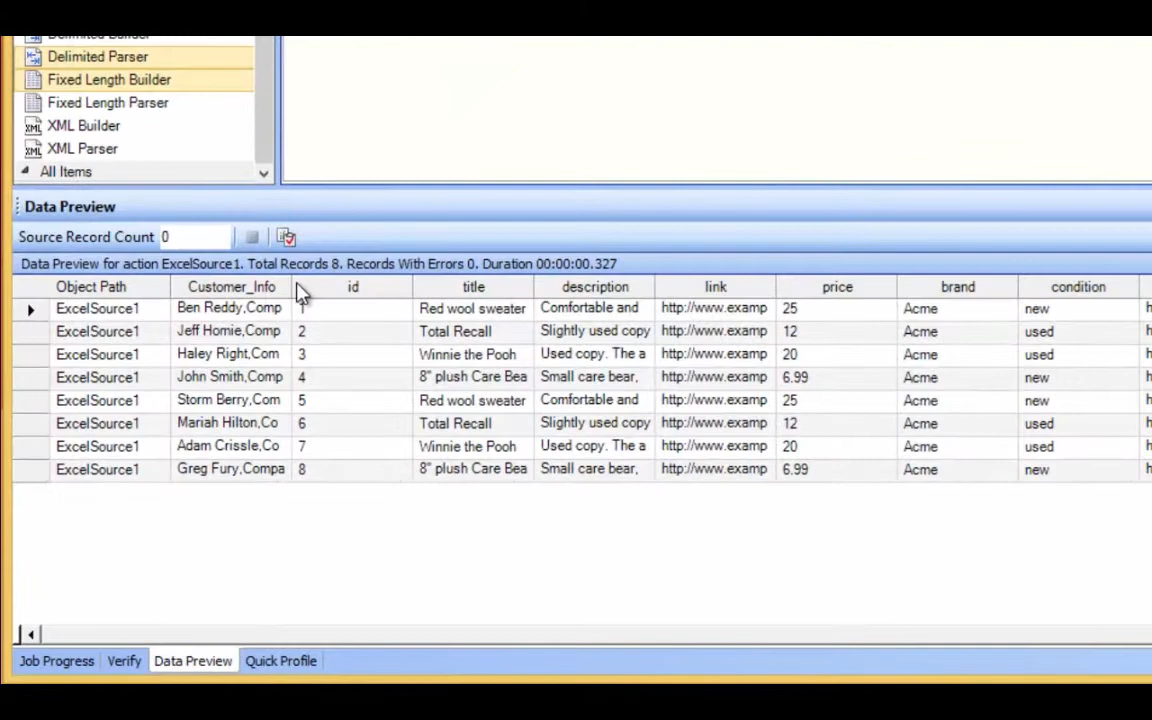 Delimited Builder
Delimited Parser
Fixed Length Builder
Fixed Length Parser
XML XML Builder
XML XML Parser
All Items
Data Preview
Source Record Count 0
Data Preview for action ExcelSource1. Total Records 8. Records With Errors 0. Duration 00:00:00.327
Object Path Customer_Info id title description link price brand condition
ExcelSource1 Ben Reddy,Comp 1 Red wool sweater Comfortable and http://www.examp 25 Acme new h
ExcelSource1 Jeff Homie,Comp 2 Total Recall Slightly used copy http://www.examp 12 Acme used h
ExcelSource1 Haley Right,Com 3 Winnie the Pooh Used copy. The a http://www.examp 20 Acme used h
ExcelSource1 John Smith,Comp 4 8" plush Care Bea Small care bear, http://www.examp 6.99 Acme new h
ExcelSource1 Storm Berry,Com 5 Red wool sweater Comfortable and http://www.examp 25 Acme new h
ExcelSource1 Mariah Hilton,Co 6 Total Recall Slightly used copy http://www.examp 12 Acme used h
ExcelSource1 Adam Crissle,Co 7 Winnie the Pooh Used copy. The a http://www.examp 20 Acme used h
ExcelSource1 Greg Fury,Compa 8 8" plush Care Bea Small care bear, http://www.examp 6.99 Acme new h
Job Progress Verify Data Preview Quick Profile